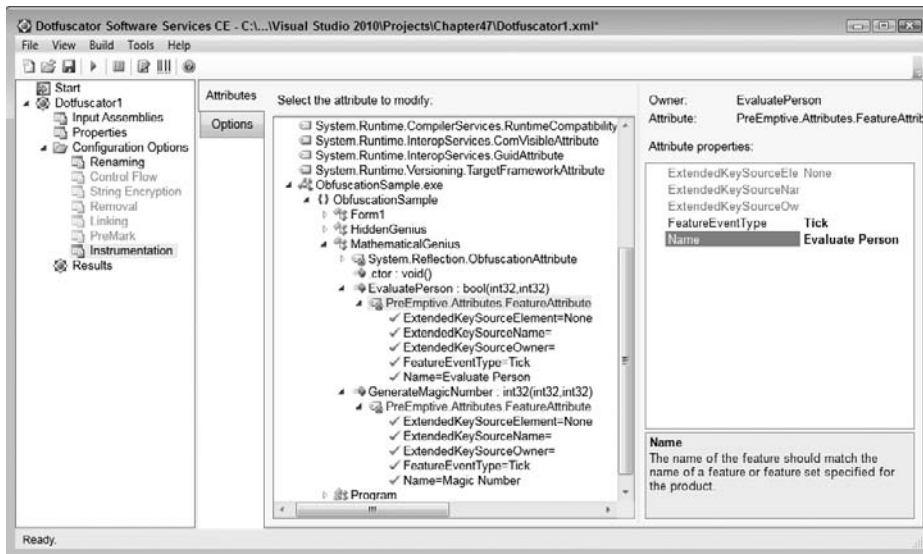 Dotfuscator Software Services CE - C:\...\Visual Studio 2010\Projects\Chapter47\Dotfuscator1.xml*
File View Build Tools Help
Start
Dotfuscator1
Input Assemblies
Properties
Configuration Options
Renaming
Control Flow
String Encryption
Removal
Linking
PreMark
Instrumentation
Results
Attributes
Options
Select the attribute to modify:
System.Runtime.CompilerServices.RuntimeCompatibility
System.Runtime.InteropServices.ComVisibleAttribute
System.Runtime.InteropServices.GuidAttribute
System.Runtime.Versioning.TargetFrameworkAttribute
ObfuscationSample.exe
{} ObfuscationSample
Form1
HiddenGenius
MathematicalGenius
System.Reflection.ObfuscationAttribute
.ctor : void()
EvaluatePerson : bool(int32,int32)
PreEmptive.Attributes.FeatureAttribute
ExtendedKeySourceElement=None
ExtendedKeySourceName=
ExtendedKeySourceOwner=
FeatureEventType=Tick
Name=Evaluate Person
GenerateMagicNumber : int32(int32,int32)
PreEmptive.Attributes.FeatureAttribute
ExtendedKeySourceElement=None
ExtendedKeySourceName=
ExtendedKeySourceOwner=
FeatureEventType=Tick
Name=Magic Number
Program
Owner: EvaluatePerson
Attribute: PreEmptive.Attributes.FeatureAttrib
Attribute properties:
ExtendedKeySourceEle None
ExtendedKeySourceNar
ExtendedKeySourceOw
FeatureEventType Tick
Name Evaluate Person
Name
The name of the feature should match the
name of a feature or feature set specified for
the product.
Ready.